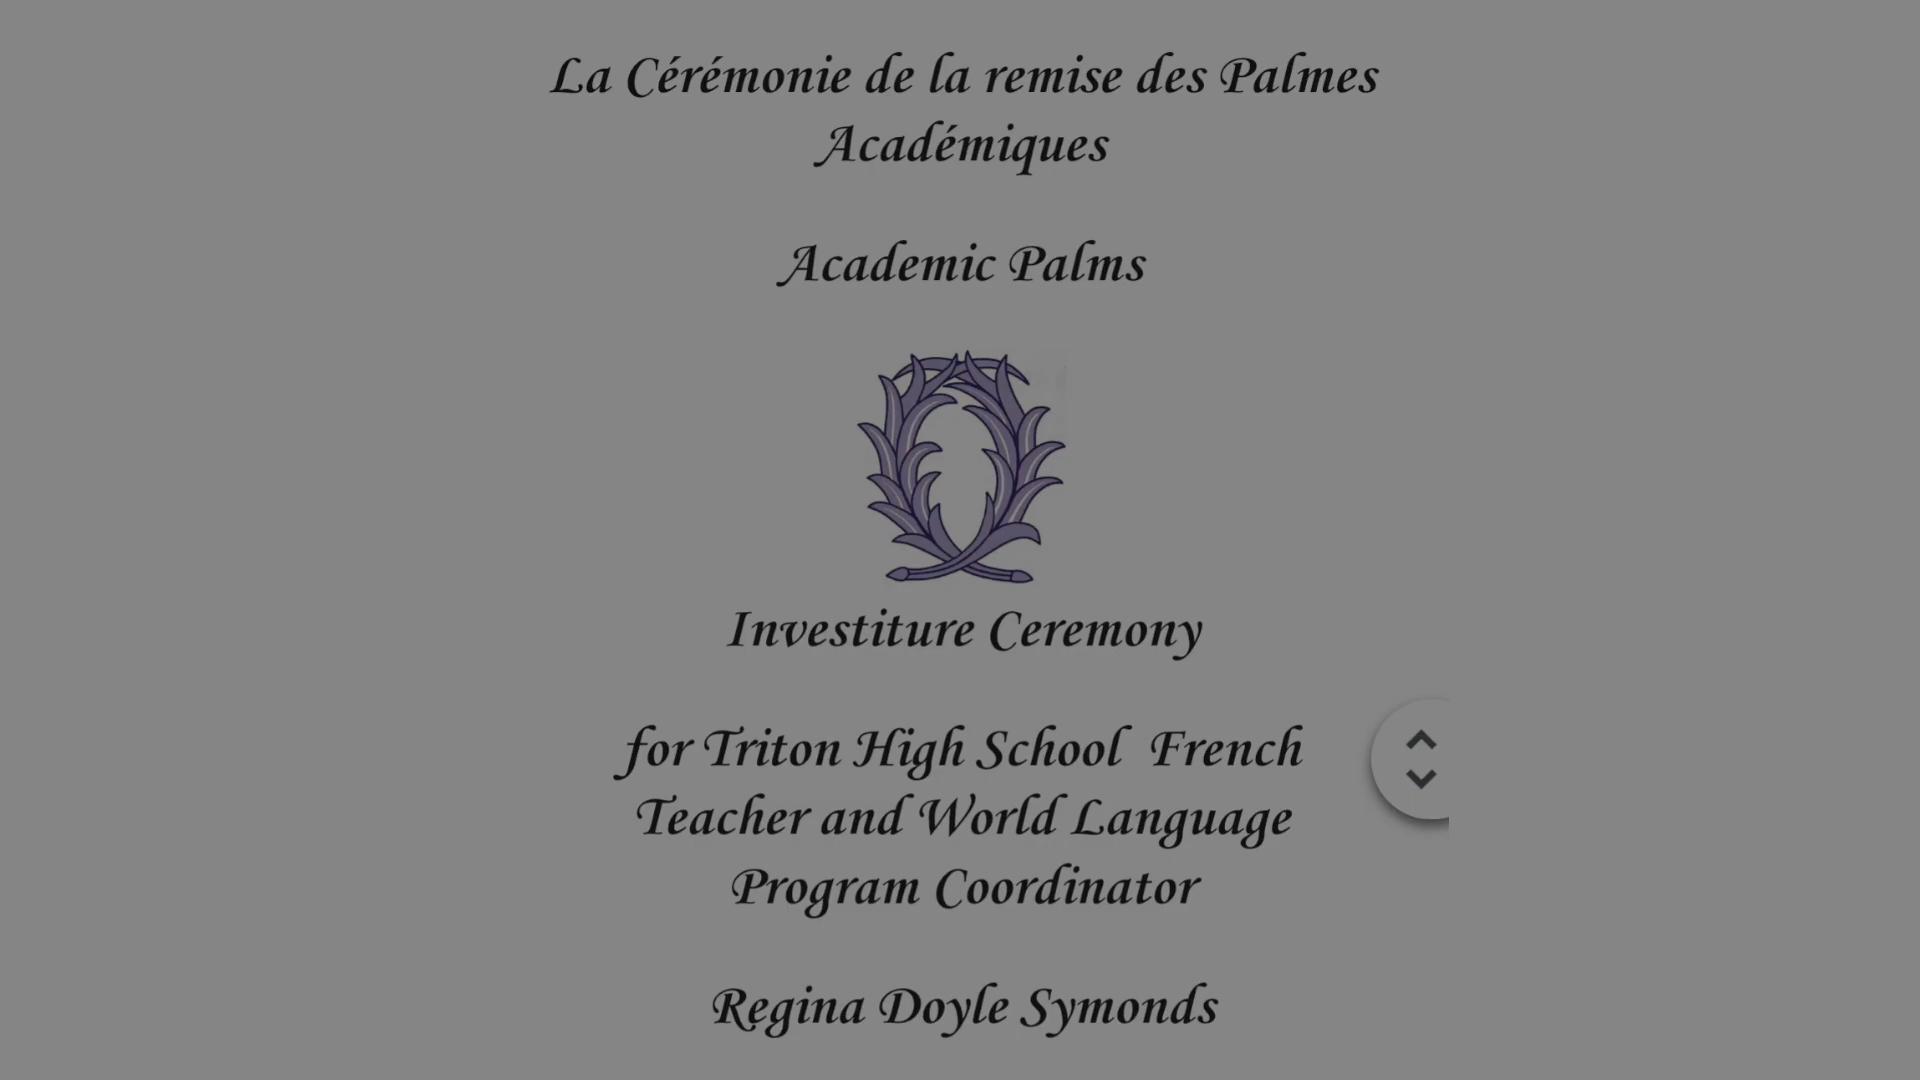 La Cérémonie de la remise des Palmes
Académiques
Academic Palms
Investiture Ceremony
for Triton High School French
Teacher and World Language
Program Coordinator
Regina Doyle Symonds